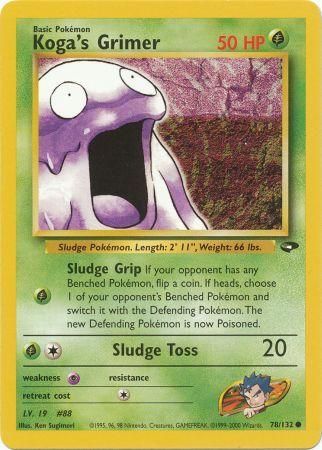 Basic Pokémon
Koga's Grimer 50 HP
Sludge Pokémon. Length: 2' 11", Weight: 66 lbs.
Sludge Grip If your opponent has any
Benched Pokémon, flip a coin. If heads, choose
1 of your opponent's Benched Pokémon and
switch it with the Defending Pokémon. The
new Defending Pokémon is now Poisoned.
Sludge Toss 20
weakness resistance
retreat cost
LV. 19 #88
Illus. Ken Sugimori ©1995, 96, 98 Nintendo, Creatures, GAMEFREAK. ©1999-2000 Wizards. 78/132